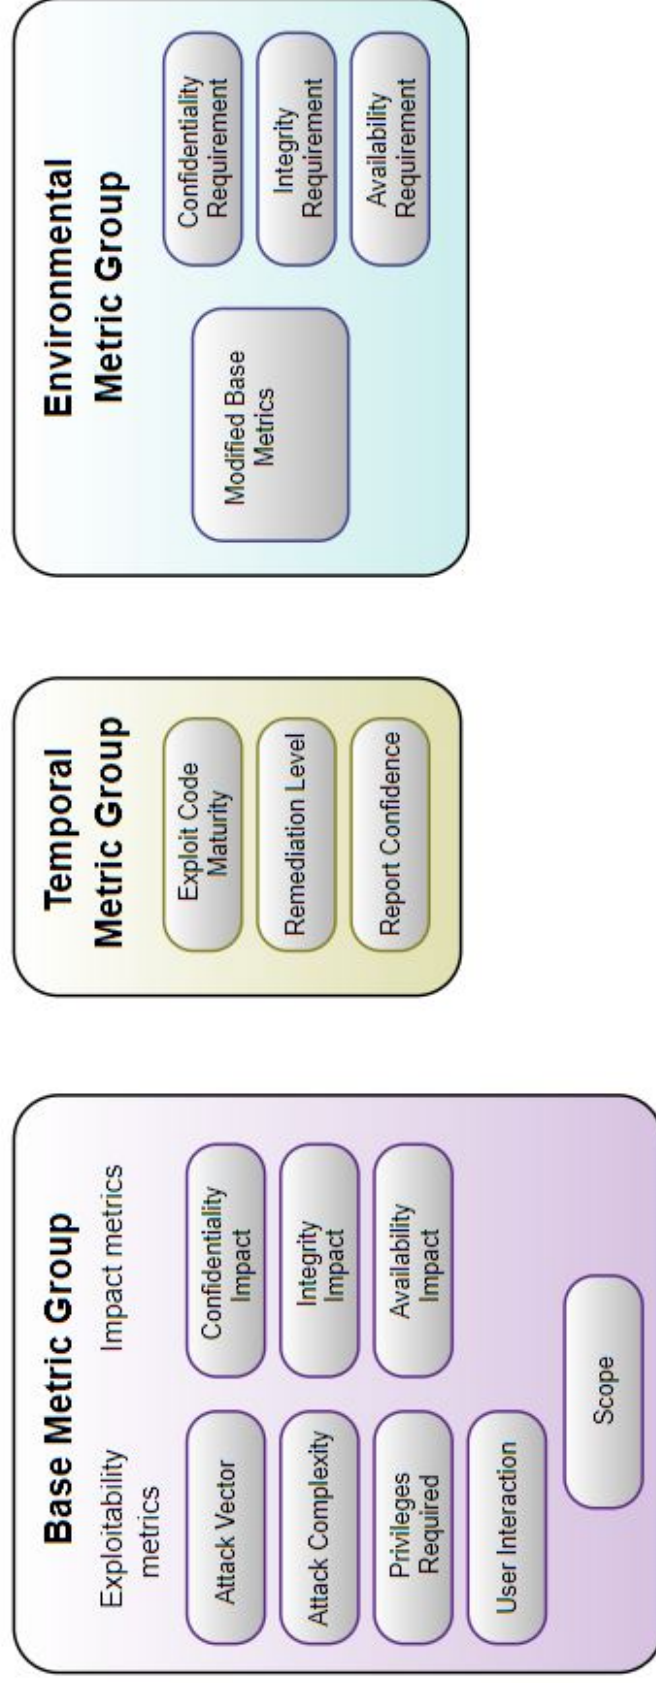 Base Metric Group
Exploitability
metrics
Impact metrics
Attack Vector
Attack Complexity
Privileges
Required
User Interaction
Confidentiality
Impact
Integrity
Impact
Availability
Impact
Scope
Temporal
Metric Group
Exploit Code
Maturity
Remediation Level
Report Confidence
Environmental
Metric Group
Modified Base
Metrics
Confidentiality
Requirement
Integrity
Requirement
Availability
Requirement